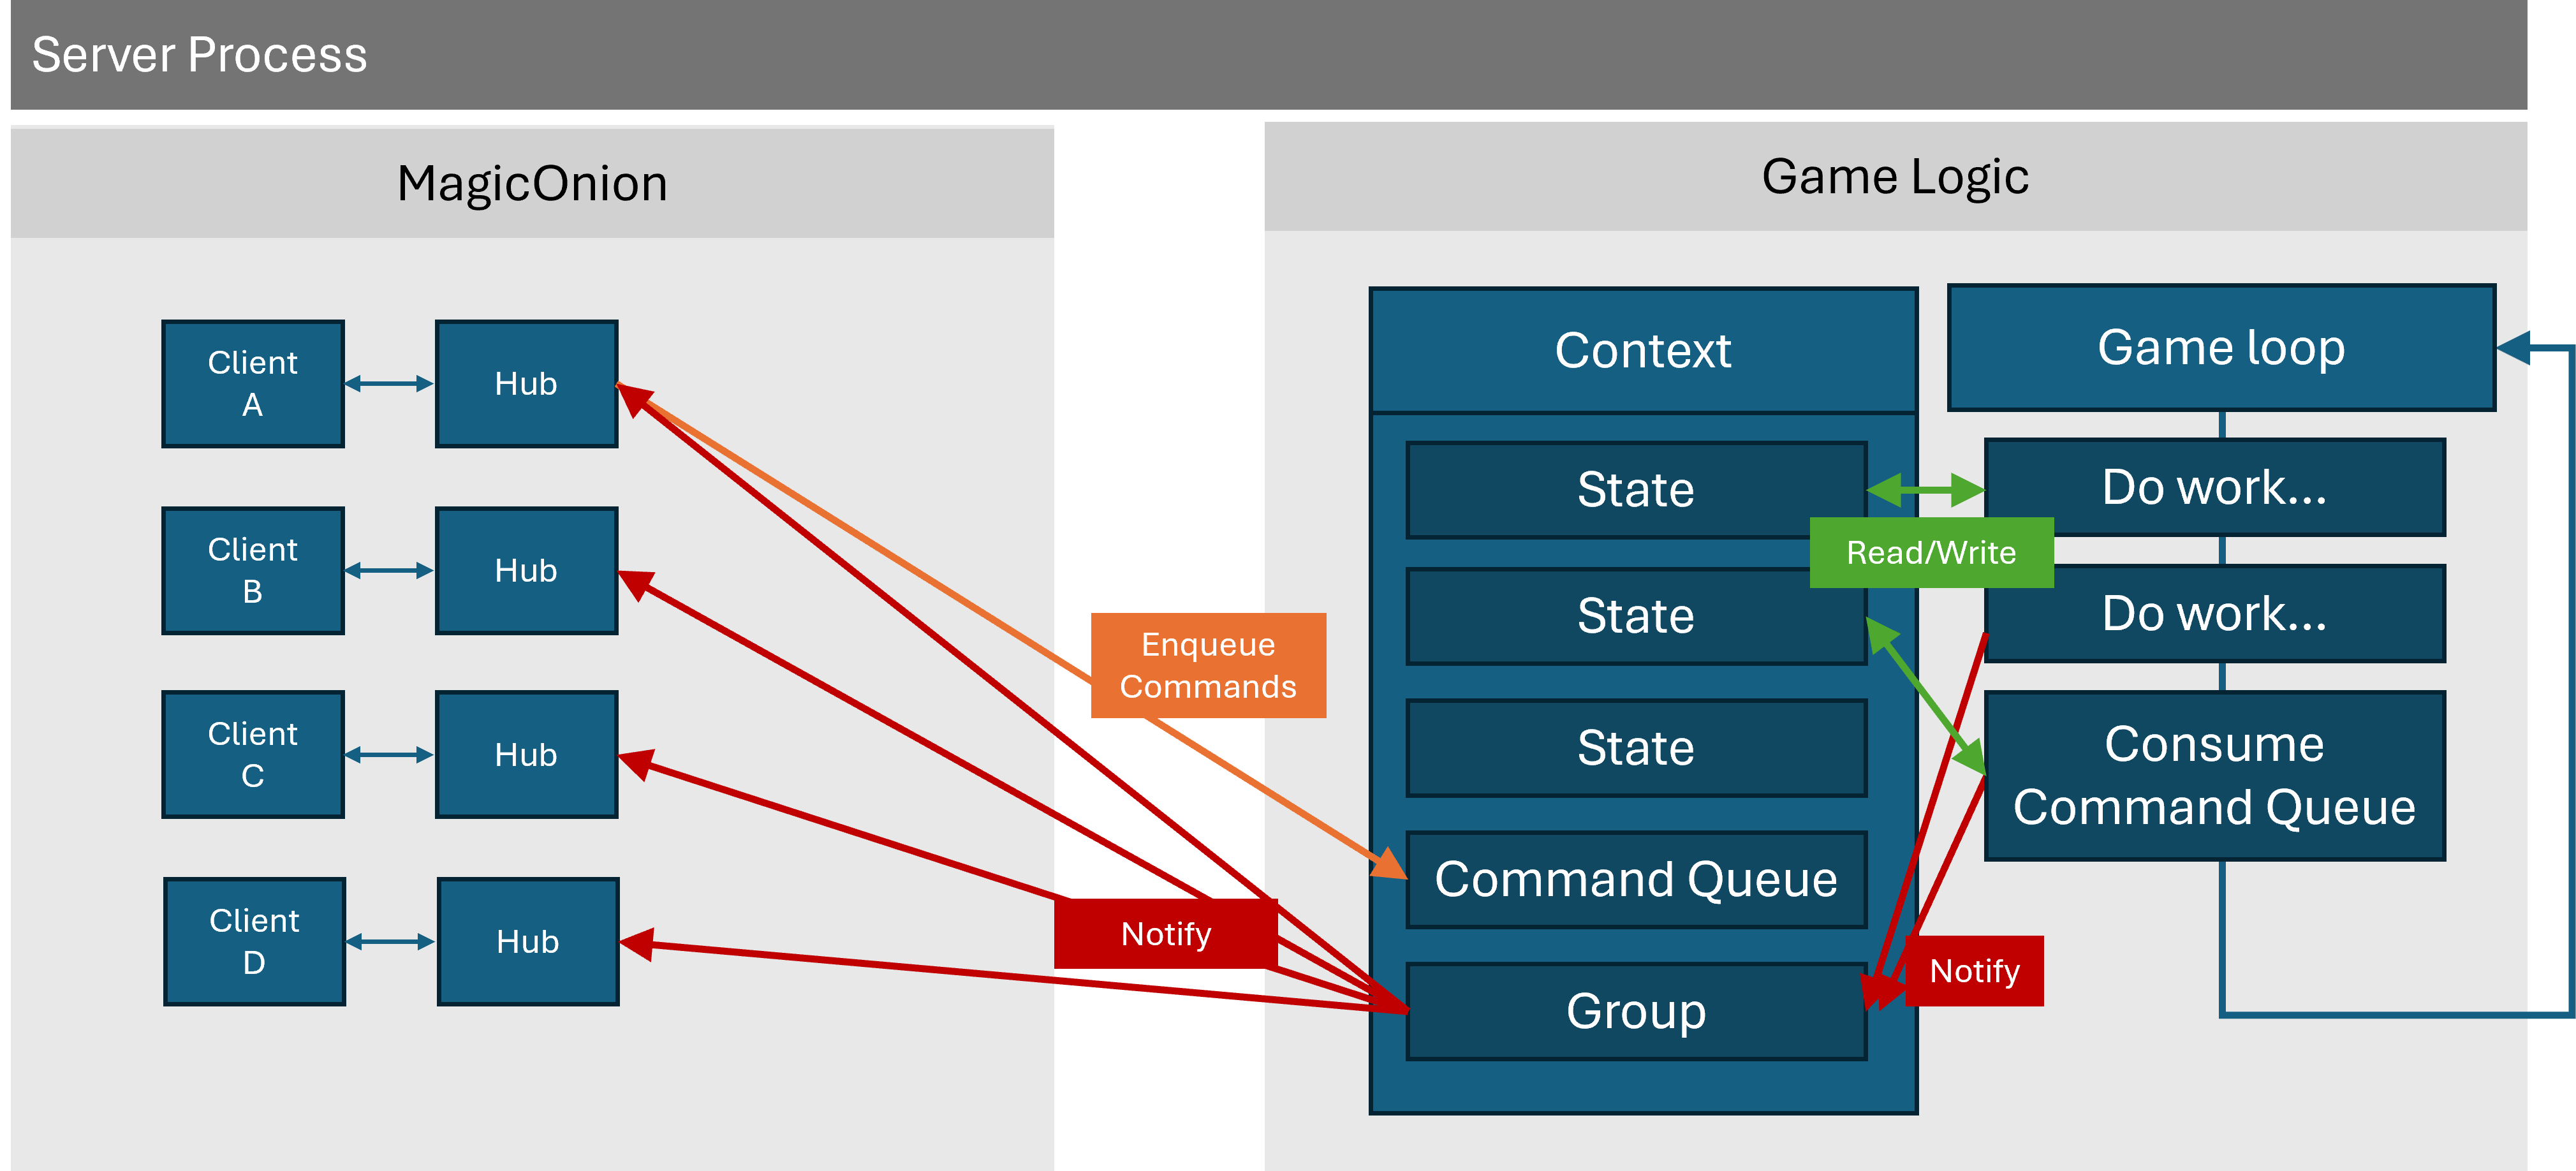 Server Process
MagicOnion
Client
A
Hub
Client
B
Hub
Client
C
Hub
Client
D
Hub
Enqueue
Commands
Notify
Game Logic
Context
State
State
State
Command Queue
Group
Read/Write
Notify
Game loop
Do work...
Do work...
Consume
Command Queue